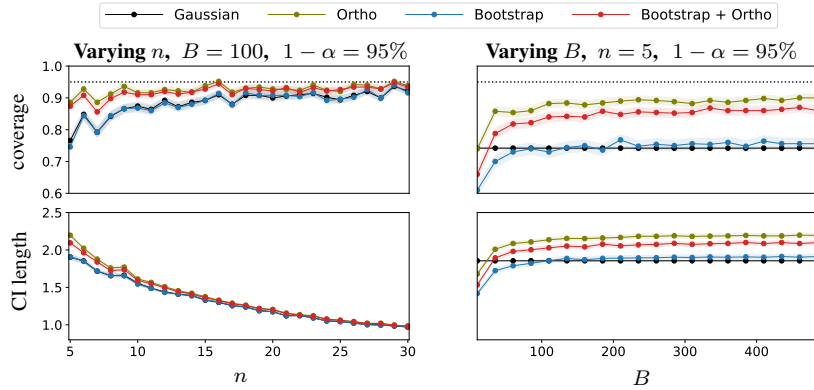 Gaussian Ortho Bootstrap Bootstrap + Ortho
Varying n, B = 100, 1 − α = 95%
Varying B, n = 5, 1 − α = 95%
coverage
1.0
0.9
0.8
0.7
0.6
CI length
2.5
2.0
1.5
1.0
5 10 15 20 25 30
100 200 300 400
n
B